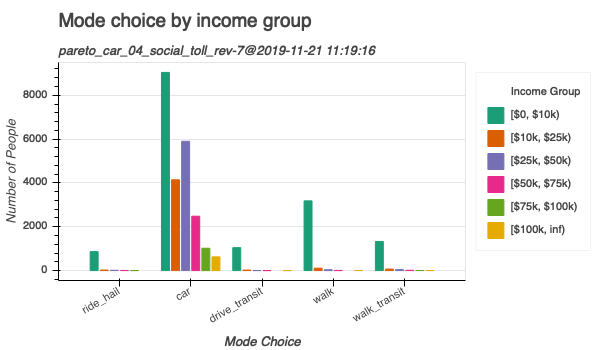 Mode choice by income group
pareto_car_04_social_toll_rev-7@2019-11-21 11:19:16
Number of People
8000
6000
4000
2000
0
ride_hail
car
drive_transit
walk
walk_transit
Mode Choice
Income Group
[$0, $10k)
[$10k, $25k)
[$25k, $50k)
[$50k, $75k)
[$75k, $100k)
[$100k, inf)